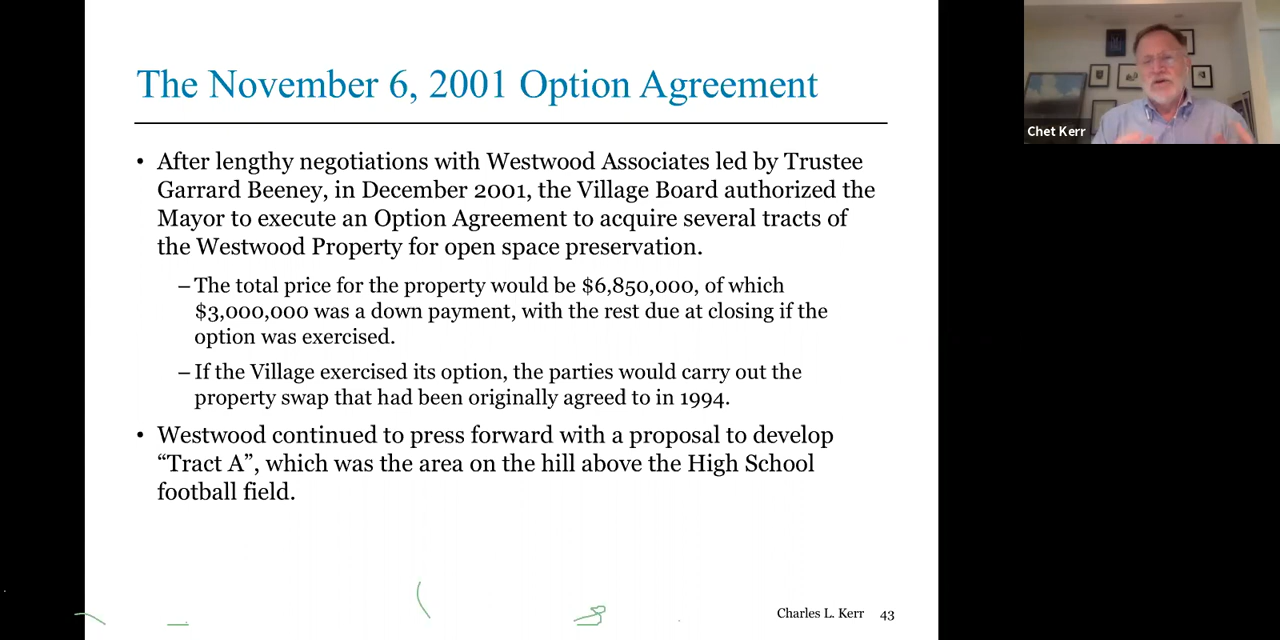 The November 6, 2001 Option Agreement
• After lengthy negotiations with Westwood Associates led by Trustee
Garrard Beeney, in December 2001, the Village Board authorized the
Mayor to execute an Option Agreement to acquire several tracts of
the Westwood Property for open space preservation.
– The total price for the property would be $6,850,000, of which
$3,000,000 was a down payment, with the rest due at closing if the
option was exercised.
– If the Village exercised its option, the parties would carry out the
property swap that had been originally agreed to in 1994.
• Westwood continued to press forward with a proposal to develop
“Tract A”, which was the area on the hill above the High School
football field.
Charles L. Kerr 43
Chet Kerr